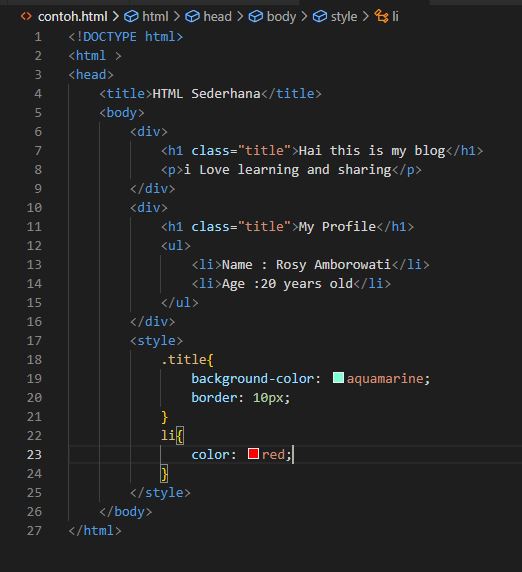 contoh.html > html > head > body > style > li
1 <!DOCTYPE html>
2 <html >
3 <head>
4 <title>HTML Sederhana</title>
5 <body>
6 <div>
7 <h1 class="title">Hai this is my blog</h1>
8 <p>i Love learning and sharing</p>
9 </div>
10 <div>
11 <h1 class="title">My Profile</h1>
12 <ul>
13 <li>Name : Rosy Amborowati</li>
14 <li>Age :20 years old</li>
15 </ul>
16 </div>
17 <style>
18 .title{
19 background-color: aquamarine;
20 border: 10px;
21 }
22 li{
23 color: red;
24 }
25 </style>
26 </body>
27 </html>